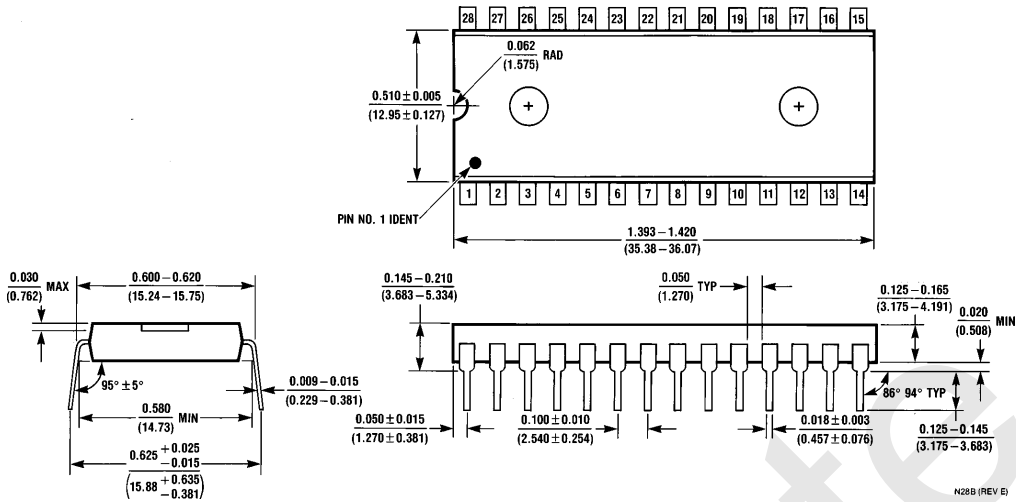 28 27 26 25 24 23 22 21 20 19 18 17 16 15
0.062
(1.575)
RAD
0.510 ± 0.005
(12.95 ± 0.127)
PIN NO. 1 IDENT
1 2 3 4 5 6 7 8 9 10 11 12 13 14
1.393 – 1.420
(35.38 – 36.07)
0.030
(0.762)
MAX
0.600 – 0.620
(15.24 – 15.75)
95° ± 5°
0.580
(14.73)
MIN
0.009 – 0.015
(0.229 – 0.381)
0.625 + 0.025
– 0.015
(15.88 + 0.635
– 0.381)
0.145 – 0.210
(3.683 – 5.334)
0.050
(1.270)
TYP
0.125 – 0.165
(3.175 – 4.191)
0.020
(0.508)
MIN
86° 94° TYP
0.050 ± 0.015
(1.270 ± 0.381)
0.100 ± 0.010
(2.540 ± 0.254)
0.018 ± 0.003
(0.457 ± 0.076)
0.125 – 0.145
(3.175 – 3.683)
N28B (REV E)